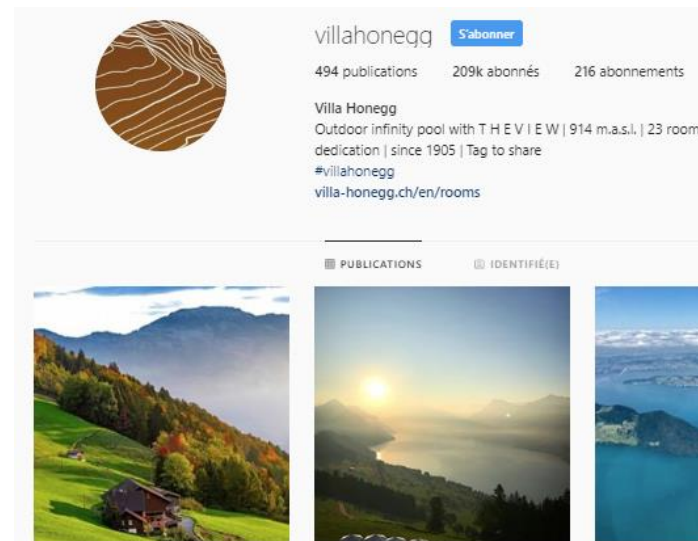 villahonegg S'abonner
494 publications 209k abonnés 216 abonnements
Villa Honegg
Outdoor infinity pool with T H E V I E W | 914 m.a.s.l. | 23 room
dedication | since 1905 | Tag to share
#villahonegg
villa-honegg.ch/en/rooms
PUBLICATIONS IDENTIFIÉ(E)